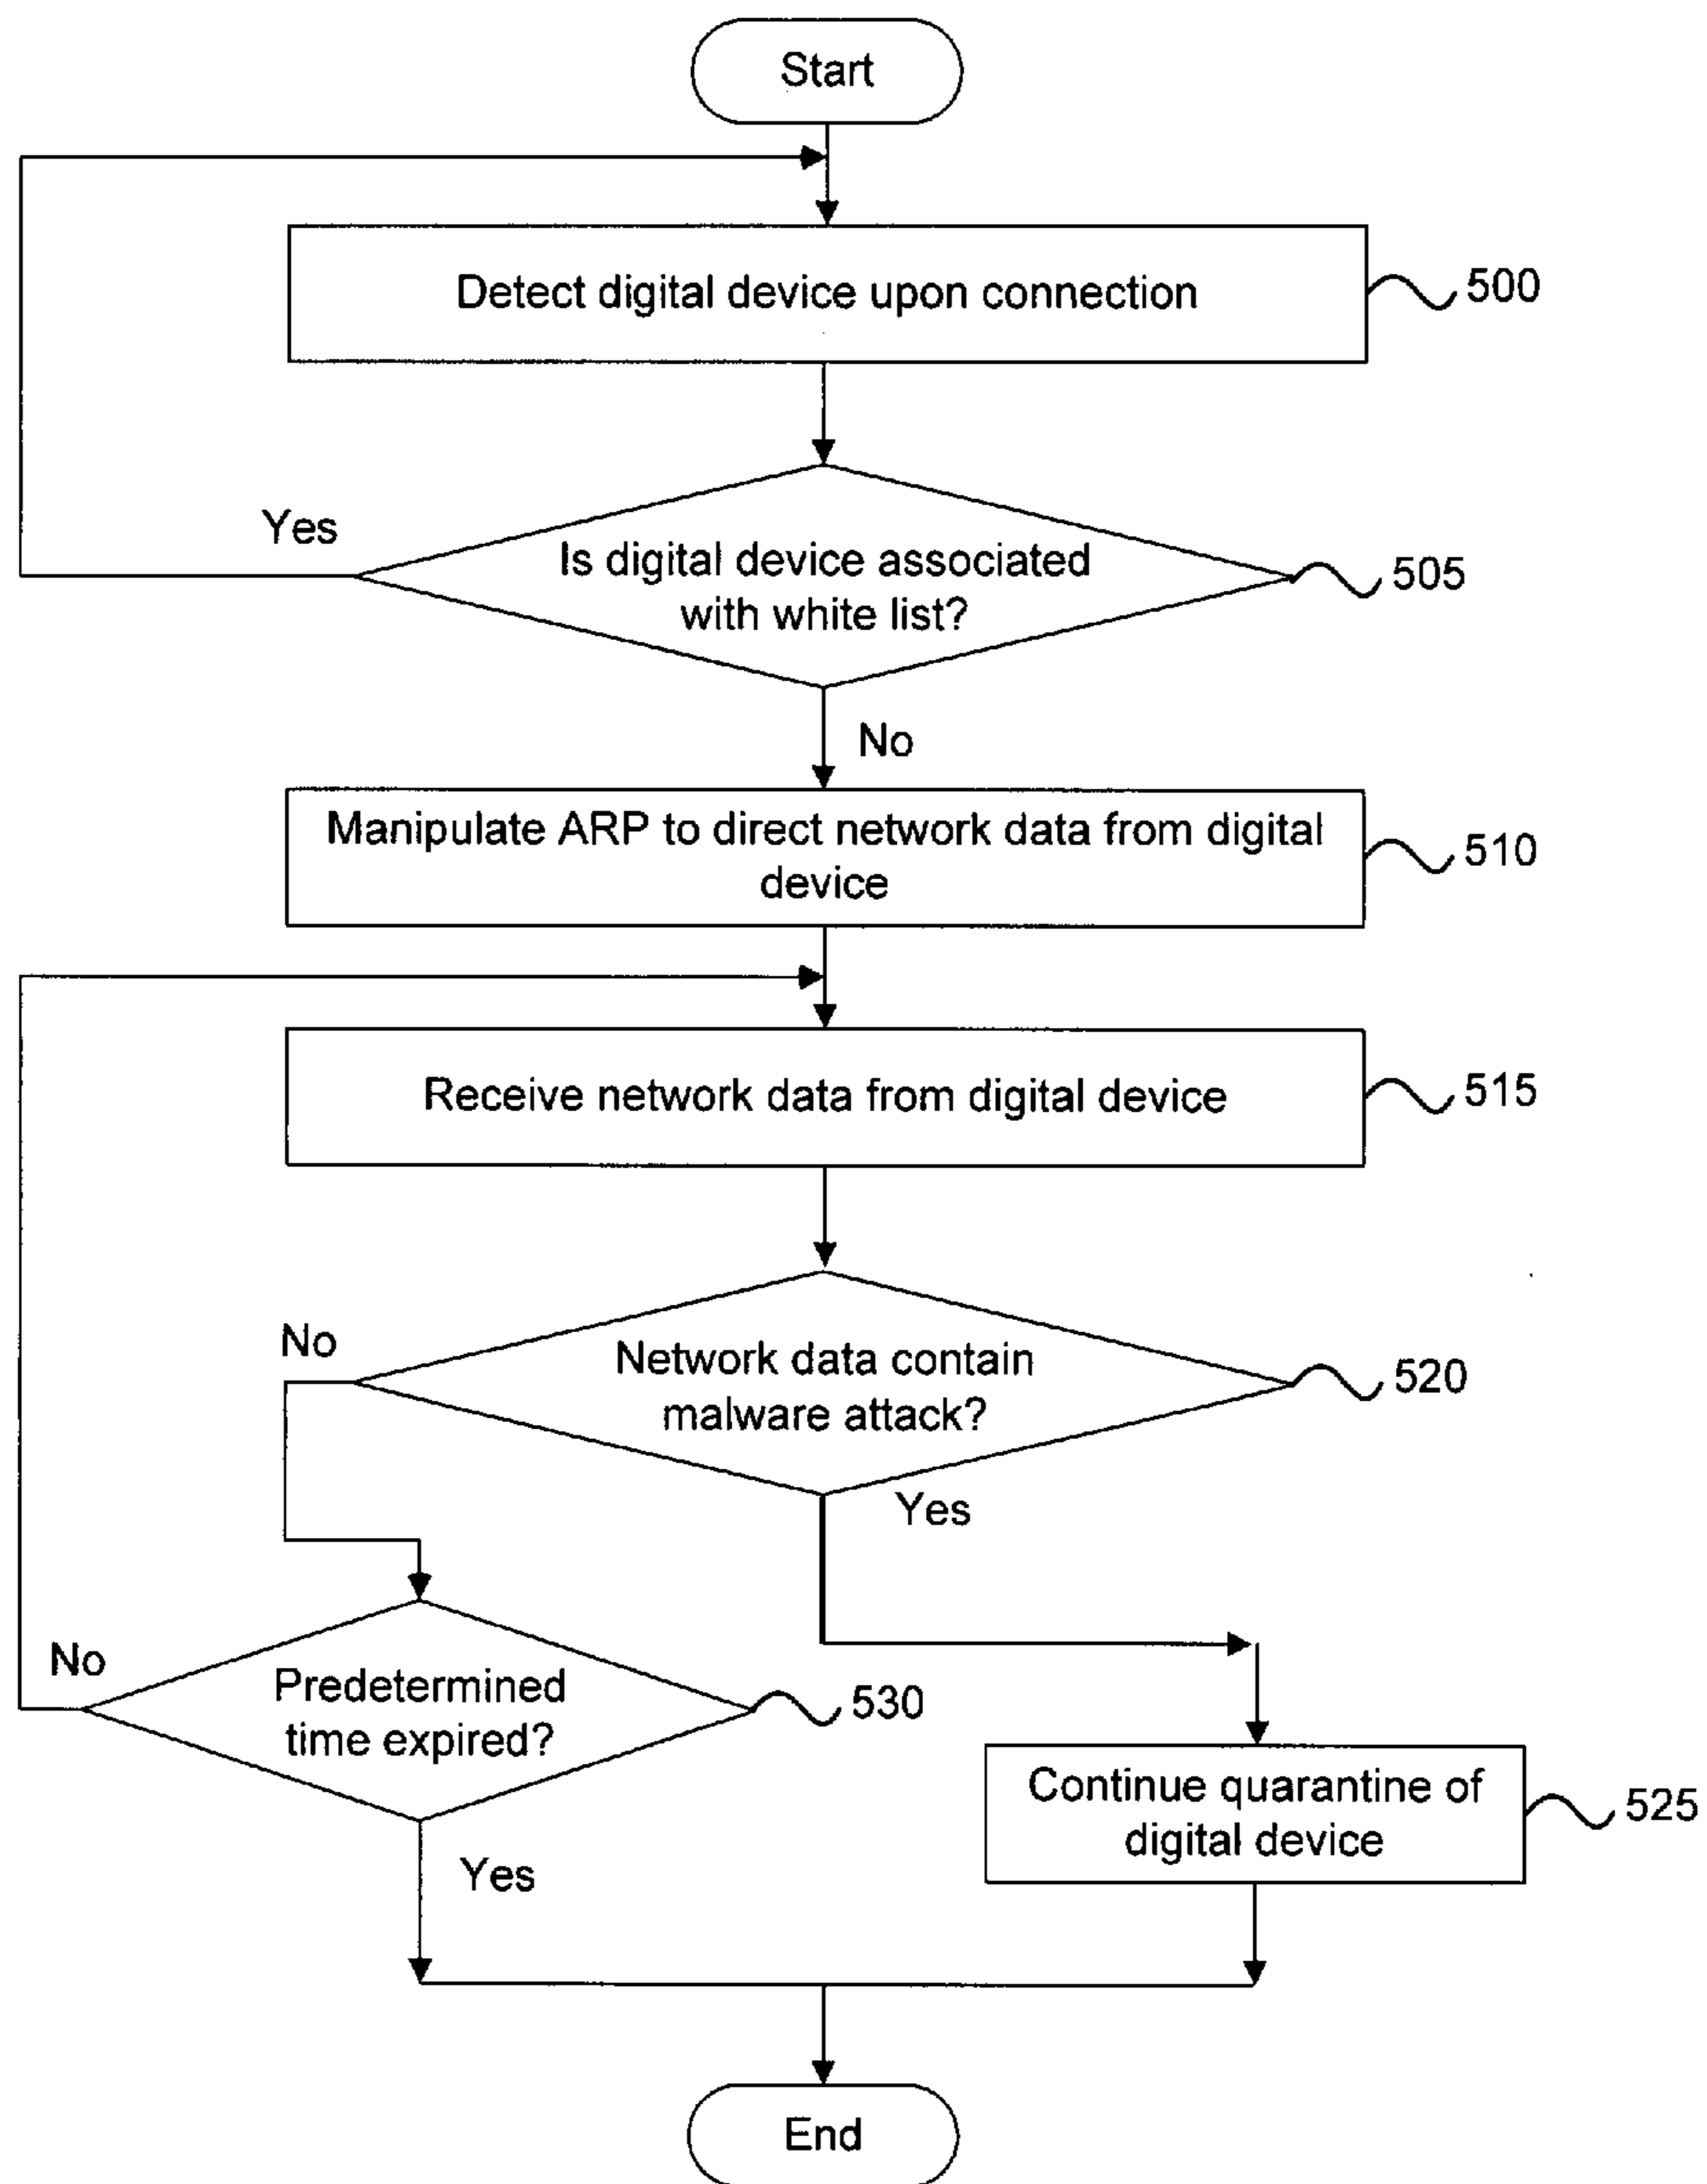 Start
Detect digital device upon connection
500
Yes
Is digital device associated
with white list?
505
No
Manipulate ARP to direct network data from digital
device
510
Receive network data from digital device
515
No
Network data contain
malware attack?
520
Yes
No
Predetermined
time expired?
530
Continue quarantine of
digital device
525
Yes
End